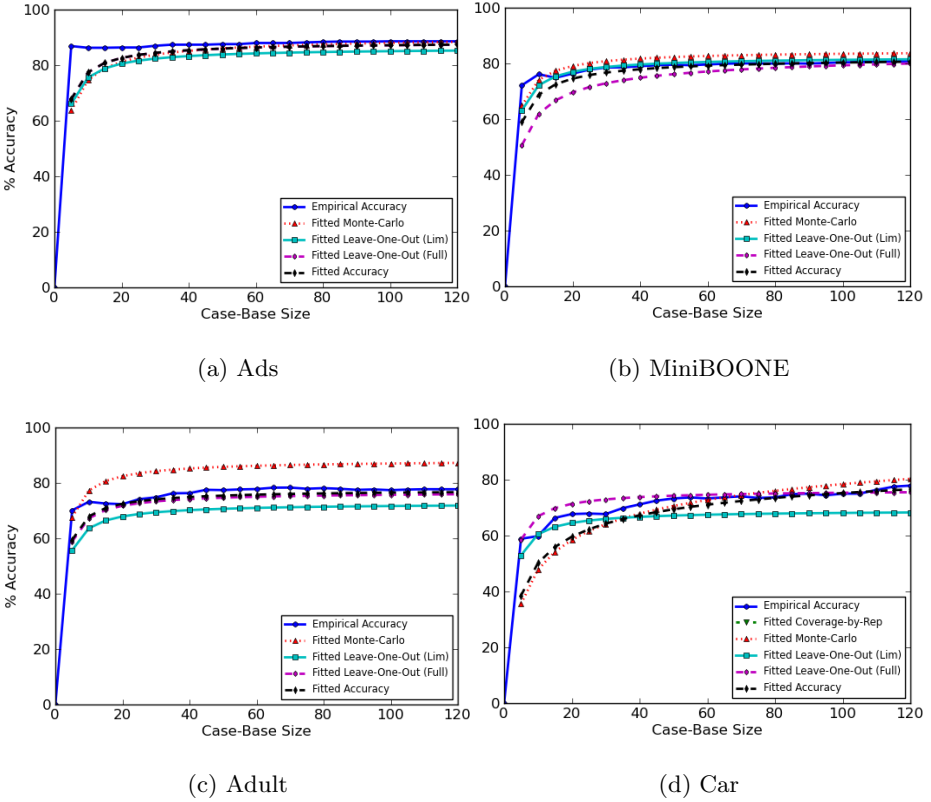 100
80
60
40
20
0
% Accuracy
Empirical Accuracy
Fitted Monte-Carlo
Fitted Leave-One-Out (Lim)
Fitted Leave-One-Out (Full)
Fitted Accuracy
0 20 40 60 80 100 120
Case-Base Size
(a) Ads
100
80
60
40
20
0
Empirical Accuracy
Fitted Monte-Carlo
Fitted Leave-One-Out (Lim)
Fitted Leave-One-Out (Full)
Fitted Accuracy
0 20 40 60 80 100 120
Case-Base Size
(b) MiniBOONE
100
80
60
40
20
0
% Accuracy
Empirical Accuracy
Fitted Monte-Carlo
Fitted Leave-One-Out (Lim)
Fitted Leave-One-Out (Full)
Fitted Accuracy
0 20 40 60 80 100 120
Case-Base Size
(c) Adult
100
80
60
40
20
0
Empirical Accuracy
Fitted Coverage-by-Rep
Fitted Monte-Carlo
Fitted Leave-One-Out (Lim)
Fitted Leave-One-Out (Full)
Fitted Accuracy
0 20 40 60 80 100 120
Case-Base Size
(d) Car